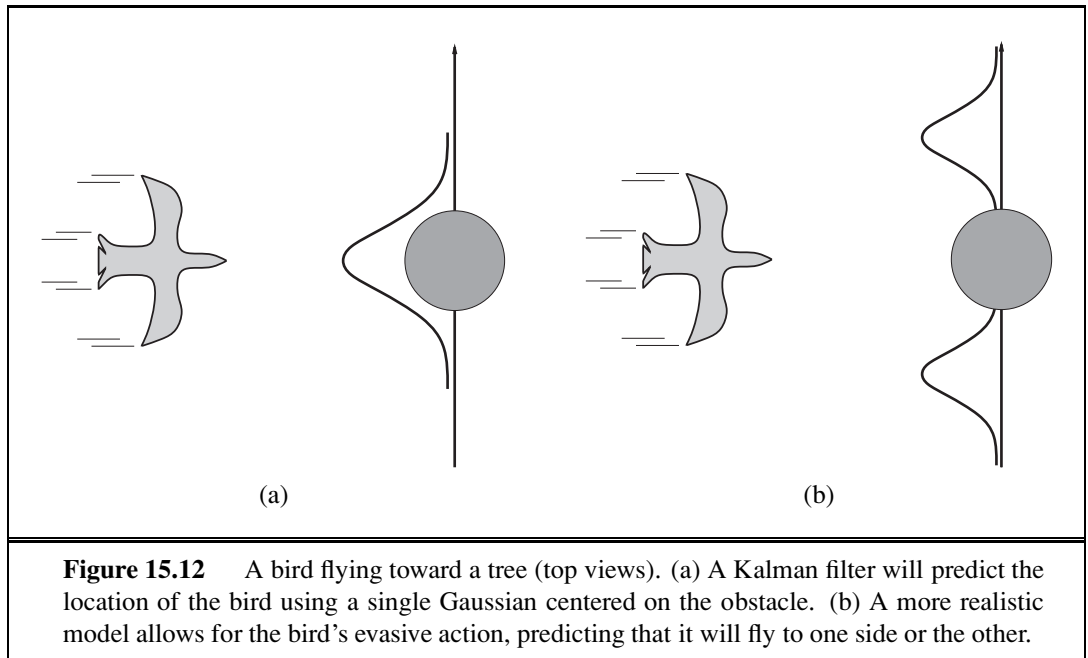 (a)
(b)
Figure 15.12 A bird flying toward a tree (top views). (a) A Kalman filter will predict the
location of the bird using a single Gaussian centered on the obstacle. (b) A more realistic
model allows for the bird's evasive action, predicting that it will fly to one side or the other.